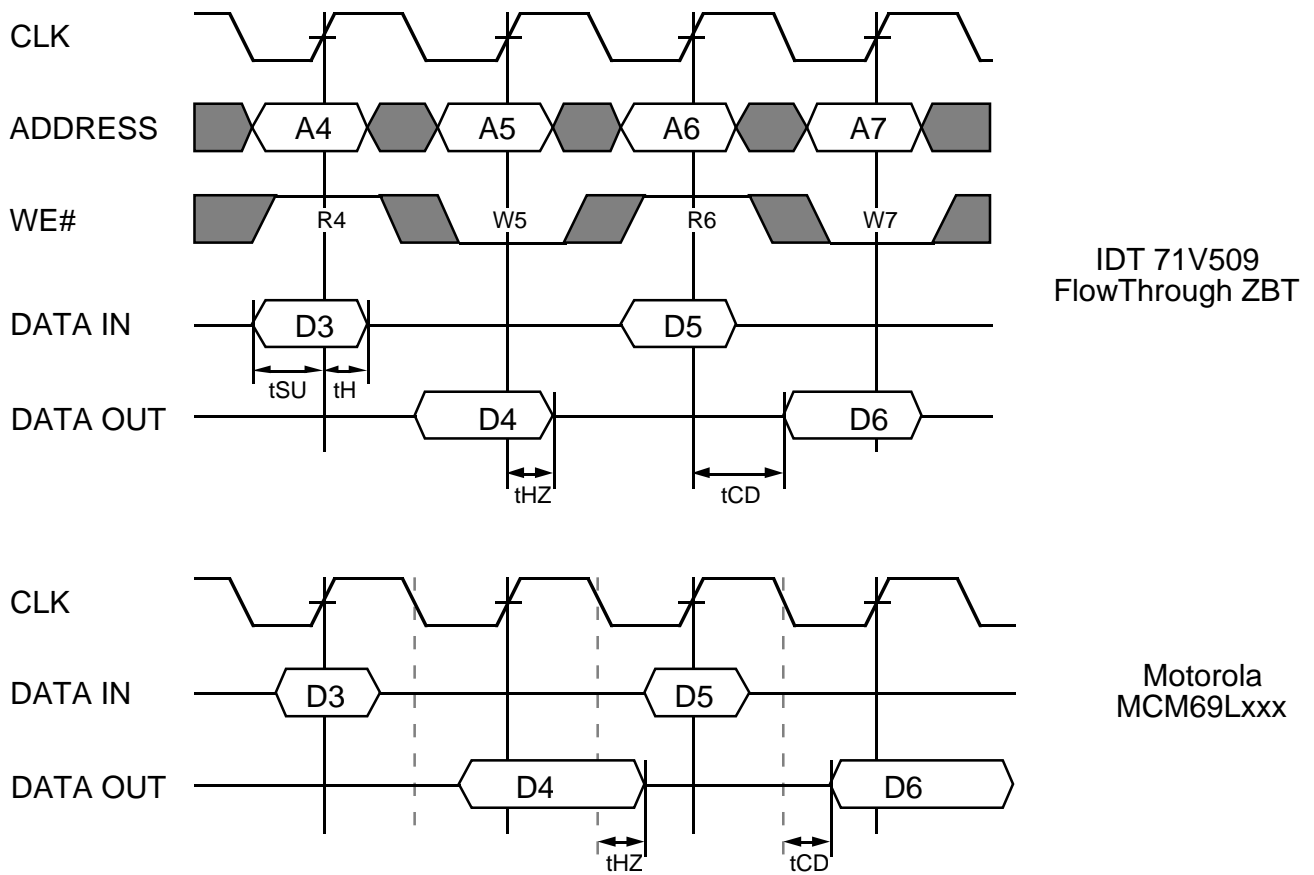 CLK
ADDRESS A4 A5 A6 A7
WE# R4 W5 R6 W7
IDT 71V509
FlowThrough ZBT
DATA IN D3 D5
tSU tH
DATA OUT D4 D6
tHZ tCD
CLK
DATA IN D3 D5
Motorola
MCM69Lxxx
DATA OUT D4 D6
tHZ tCD